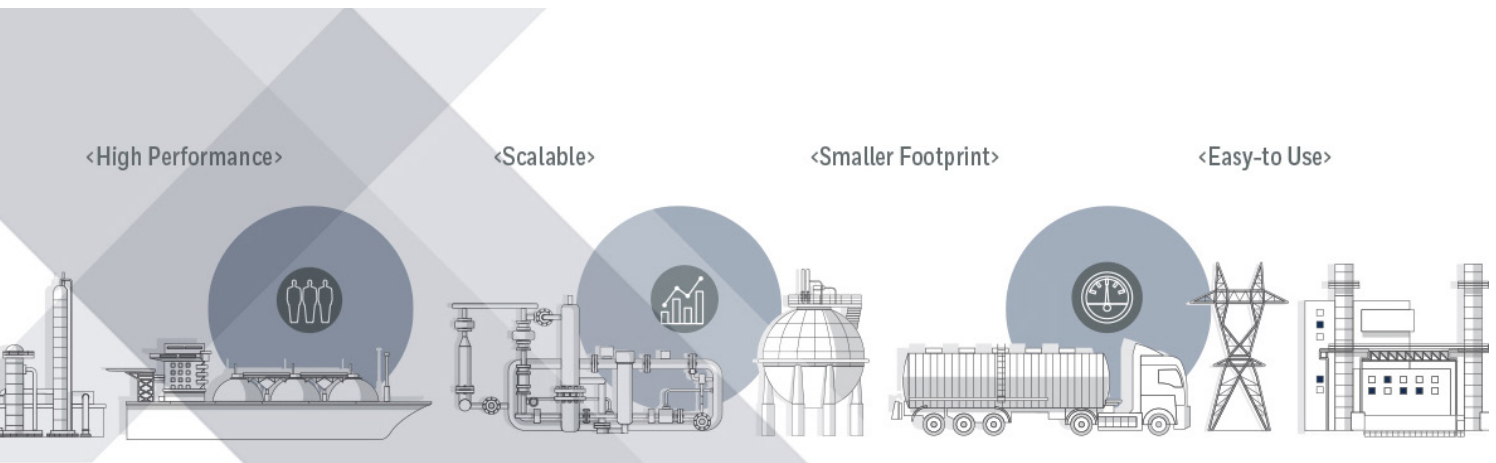 <High Performance>
<Scalable>
<Smaller Footprint>
<Easy-to Use>